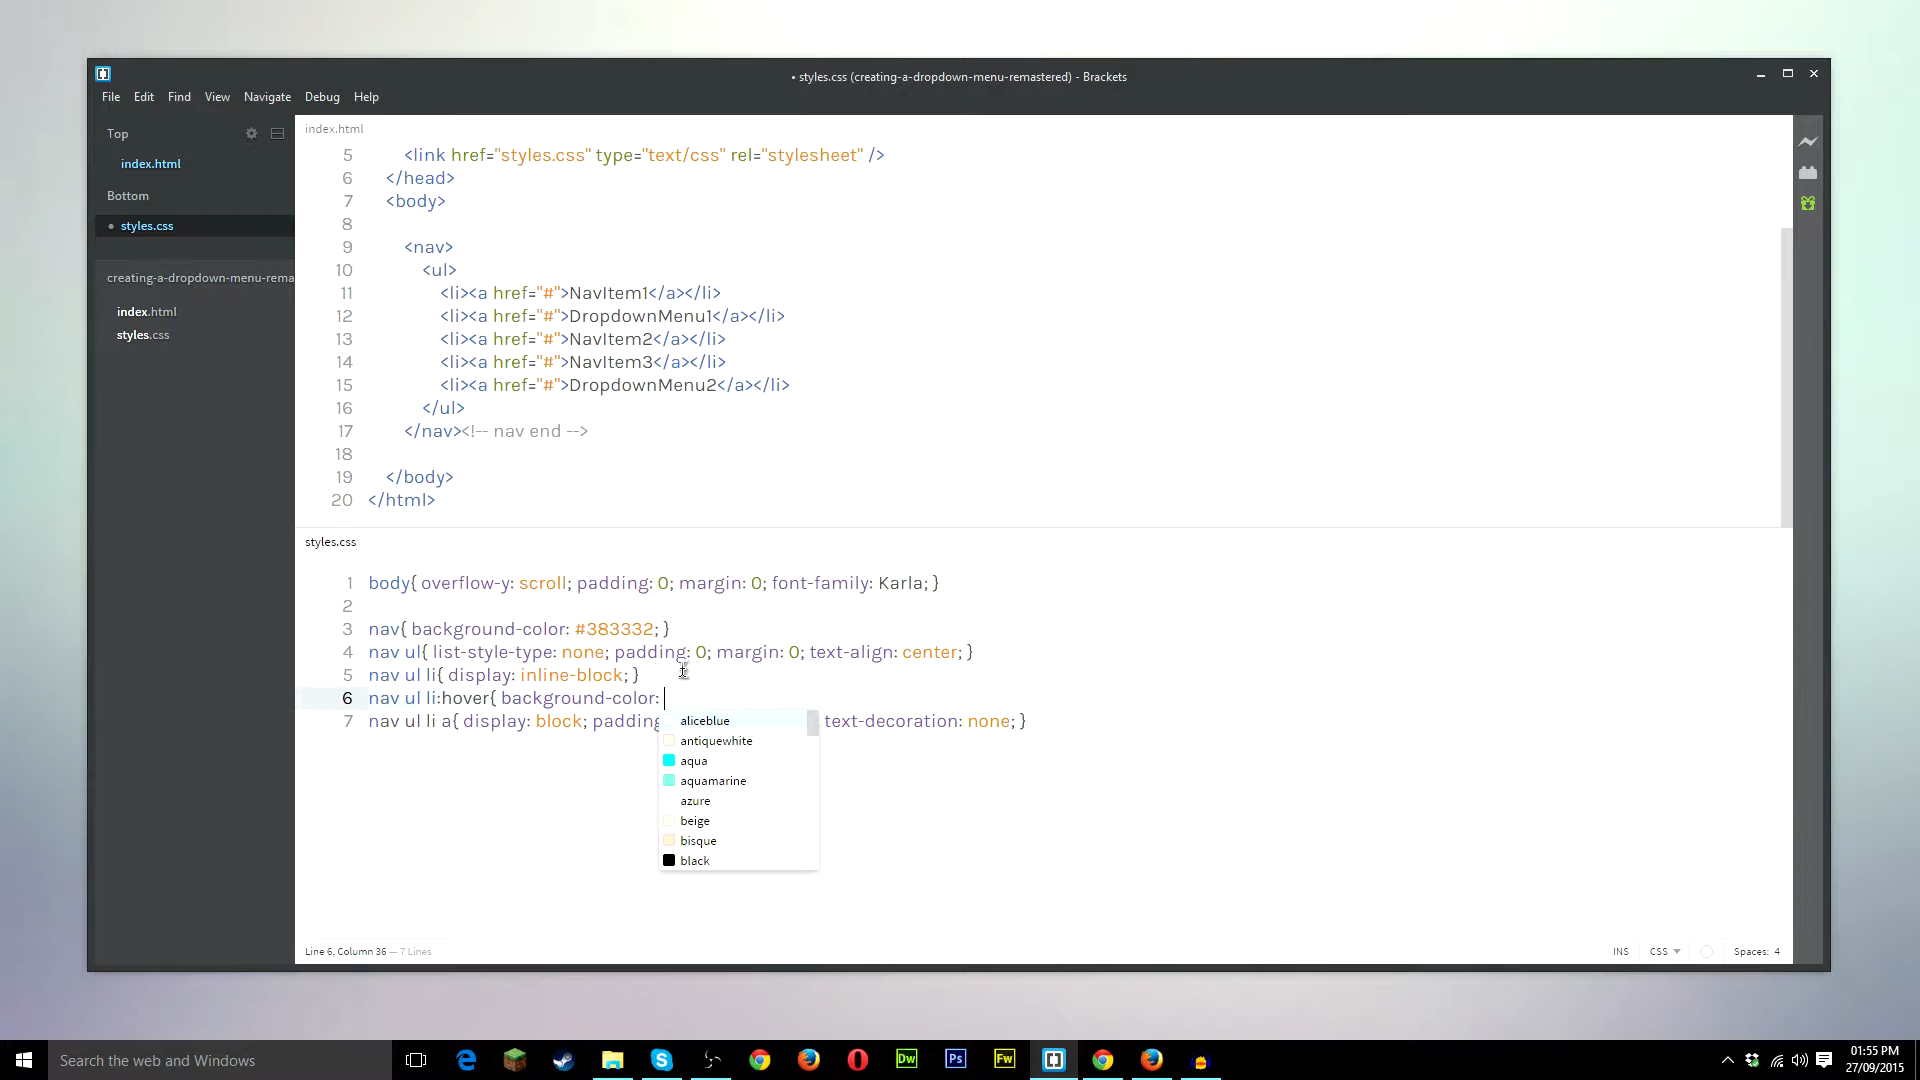 • styles.css (creating-a-dropdown-menu-remastered) - Brackets
File Edit Find View Navigate Debug Help
Top
index.html
Bottom
• styles.css
creating-a-dropdown-menu-rema
index.html
styles.css
index.html
5 <link href="styles.css" type="text/css" rel="stylesheet" />
6 </head>
7 <body>
8
9 <nav>
10 <ul>
11 <li><a href="#">NavItem1</a></li>
12 <li><a href="#">DropdownMenu1</a></li>
13 <li><a href="#">NavItem2</a></li>
14 <li><a href="#">NavItem3</a></li>
15 <li><a href="#">DropdownMenu2</a></li>
16 </ul>
17 </nav><!-- nav end -->
18
19 </body>
20 </html>
styles.css
1 body{ overflow-y: scroll; padding: 0; margin: 0; font-family: Karla; }
2
3 nav{ background-color: #383332; }
4 nav ul{ list-style-type: none; padding: 0; margin: 0; text-align: center; }
5 nav ul li{ display: inline-block; }
6 nav ul li:hover{ background-color:
7 nav ul li a{ display: block; padding text-decoration: none; }
aliceblue
antiquewhite
aqua
aquamarine
azure
beige
bisque
black
Line 6, Column 36 — 7 Lines
INS CSS Spaces: 4
Search the web and Windows
Dw Ps Fw
01:55 PM
27/09/2015